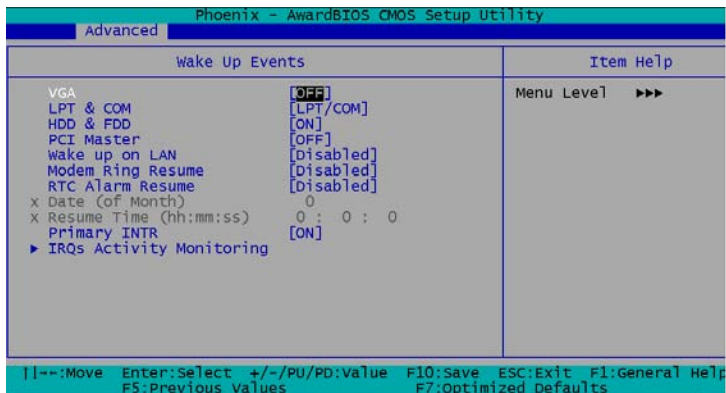 Phoenix - AwardBIOS CMOS Setup Utility
Advanced
Wake Up Events
Item Help
VGA [OFF]
Menu Level ►►►
LPT & COM [LPT/COM]
HDD & FDD [ON]
PCI Master [OFF]
Wake up on LAN [Disabled]
Modem Ring Resume [Disabled]
RTC Alarm Resume [Disabled]
x Date (of Month) 0
x Resume Time (hh:mm:ss) 0 : 0 : 0
Primary INTR [ON]
► IRQs Activity Monitoring
:Move Enter:Select +/-/PU/PD:Value F10:Save ESC:Exit F1:General Help
F5:Previous Values F7:Optimized Defaults